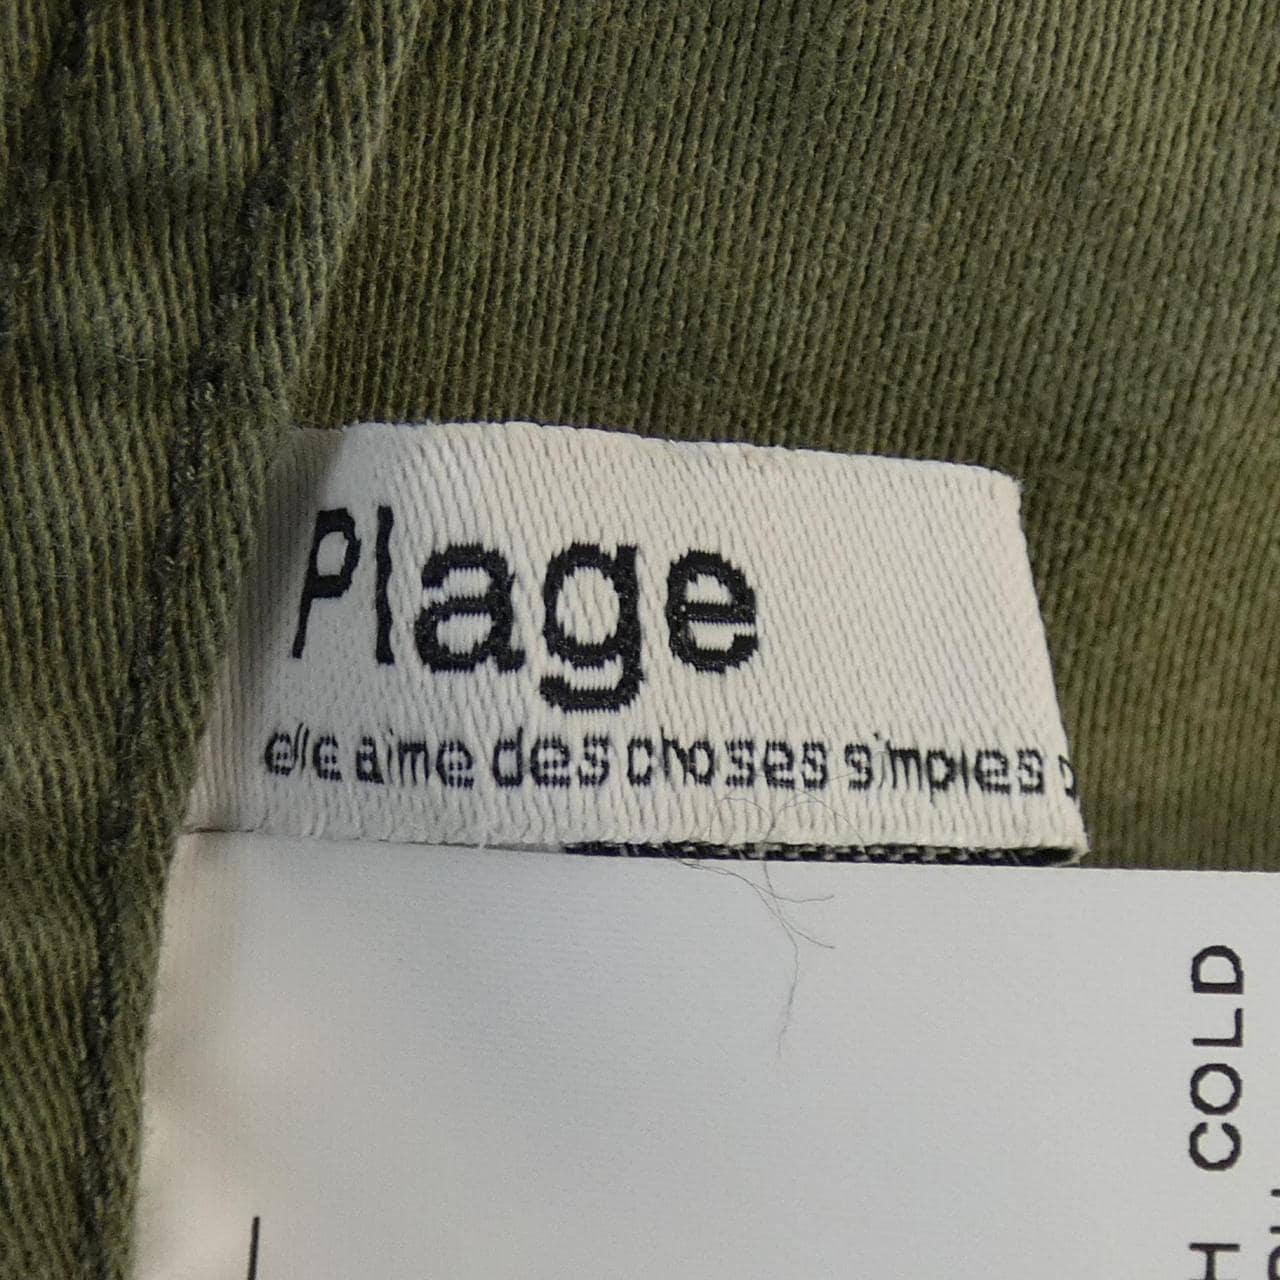 Plage
elle aime des choses simples
COLD